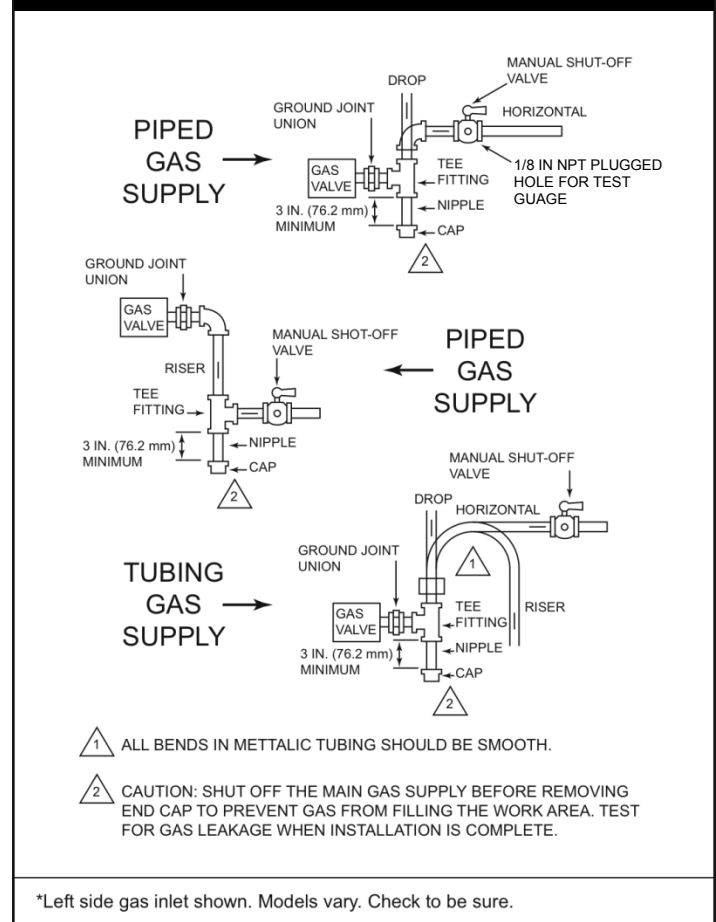 PIPED
GAS
SUPPLY
DROP
MANUAL SHUT-OFF
VALVE
GROUND JOINT
UNION
HORIZONTAL
GAS
VALVE
TEE
FITTING
1/8 IN NPT PLUGGED
HOLE FOR TEST
GUAGE
3 IN. (76.2 mm)
MINIMUM
NIPPLE
CAP
2
GROUND JOINT
UNION
GAS
VALVE
RISER
MANUAL SHOT-OFF
VALVE
TEE
FITTING
3 IN. (76.2 mm)
MINIMUM
NIPPLE
CAP
2
PIPED
GAS
SUPPLY
TUBING
GAS
SUPPLY
DROP
HORIZONTAL
MANUAL SHUT-OFF
VALVE
GROUND JOINT
UNION
1
GAS
VALVE
TEE
FITTING
RISER
3 IN. (76.2 mm)
MINIMUM
NIPPLE
CAP
2
1 ALL BENDS IN METTALIC TUBING SHOULD BE SMOOTH.
2 CAUTION: SHUT OFF THE MAIN GAS SUPPLY BEFORE REMOVING
END CAP TO PREVENT GAS FROM FILLING THE WORK AREA. TEST
FOR GAS LEAKAGE WHEN INSTALLATION IS COMPLETE.
*Left side gas inlet shown. Models vary. Check to be sure.